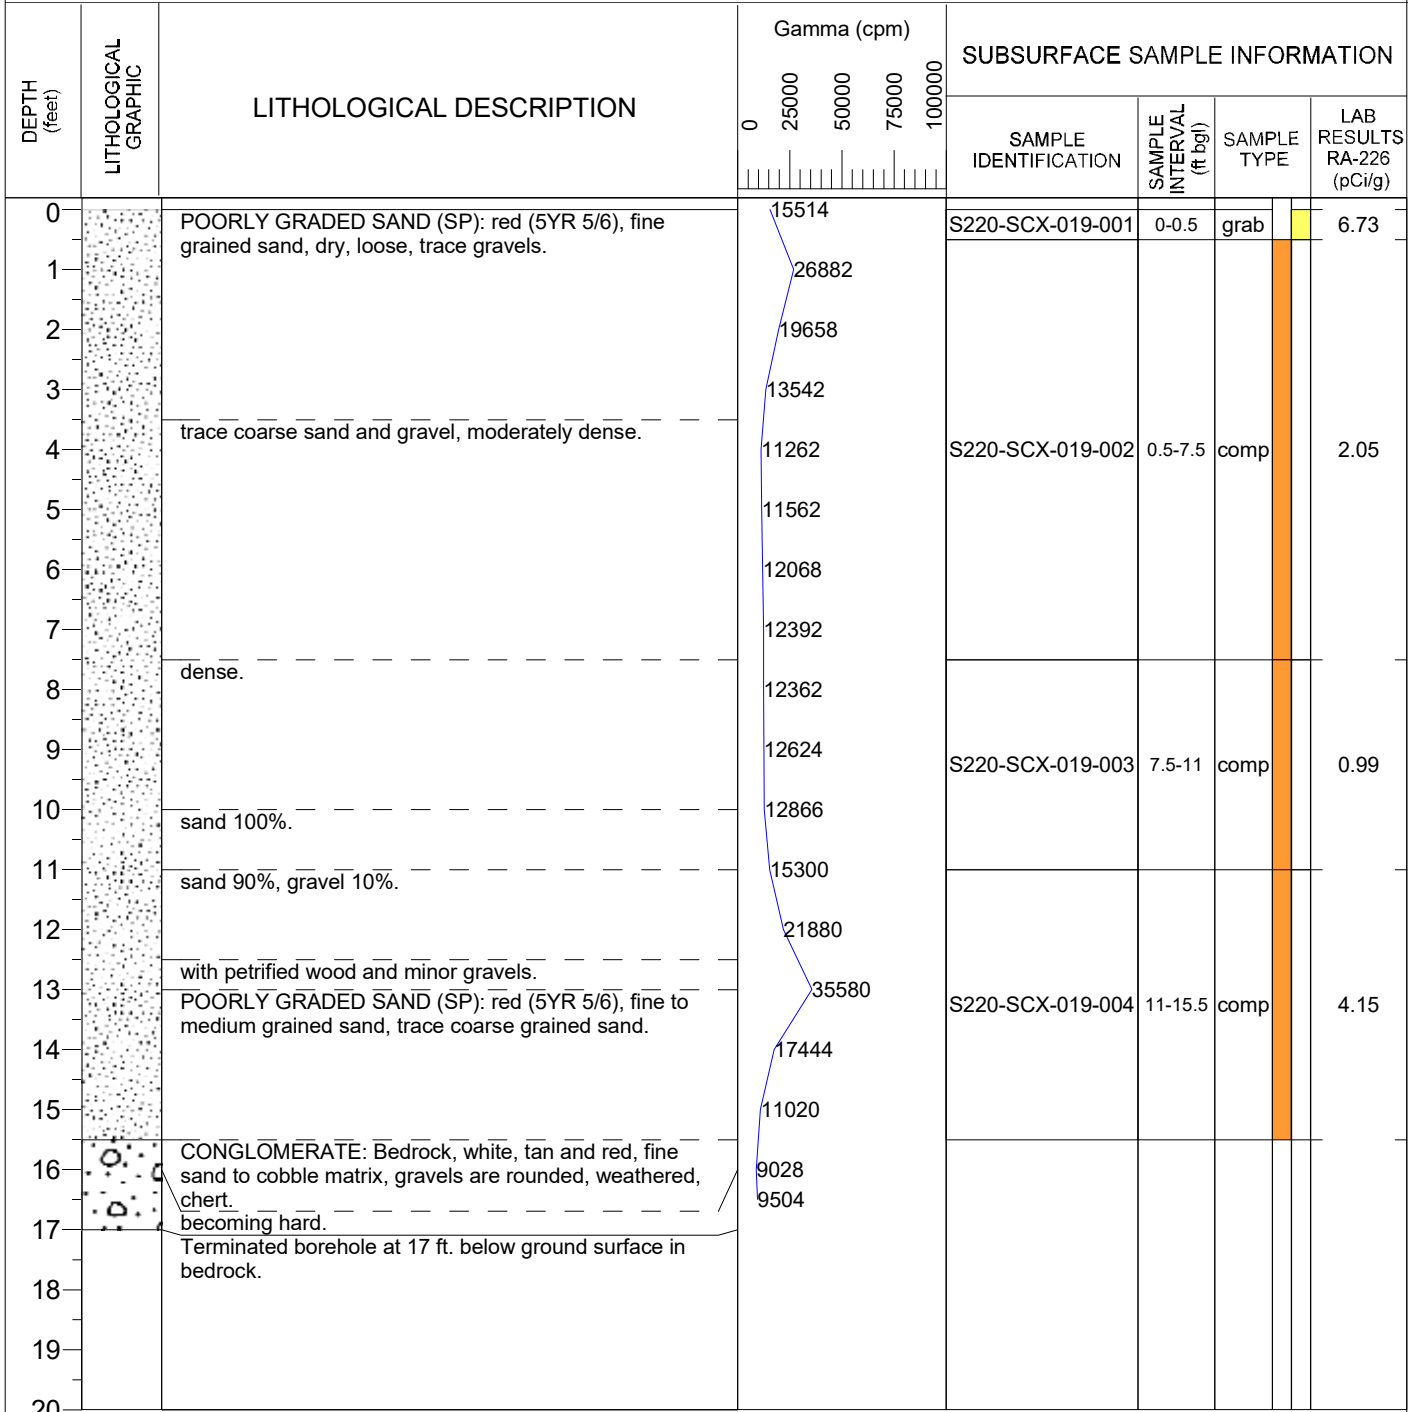 DEPTH
(feet)
LITHOLOGICAL
GRAPHIC
LITHOLOGICAL DESCRIPTION
Gamma (cpm)
0
25000
50000
75000
100000
SUBSURFACE SAMPLE INFORMATION
SAMPLE
IDENTIFICATION
SAMPLE
INTERVAL
(ft bgl)
SAMPLE
TYPE
LAB
RESULTS
RA-226
(pCi/g)
0
1
2
3
4
5
6
7
8
9
10
11
12
13
14
15
16
17
18
19
20
POORLY GRADED SAND (SP): red (5YR 5/6), fine
grained sand, dry, loose, trace gravels.
trace coarse sand and gravel, moderately dense.
dense.
sand 100%.
sand 90%, gravel 10%.
with petrified wood and minor gravels.
POORLY GRADED SAND (SP): red (5YR 5/6), fine to
medium grained sand, trace coarse grained sand.
CONGLOMERATE: Bedrock, white, tan and red, fine
sand to cobble matrix, gravels are rounded, weathered,
chert.
becoming hard.
Terminated borehole at 17 ft. below ground surface in
bedrock.
15514
26882
19658
13542
11262
11562
12068
12392
12362
12624
12866
15300
21880
35580
17444
11020
9028
9504
S220-SCX-019-001 0-0.5 grab 6.73
S220-SCX-019-002 0.5-7.5 comp 2.05
S220-SCX-019-003 7.5-11 comp 0.99
S220-SCX-019-004 11-15.5 comp 4.15